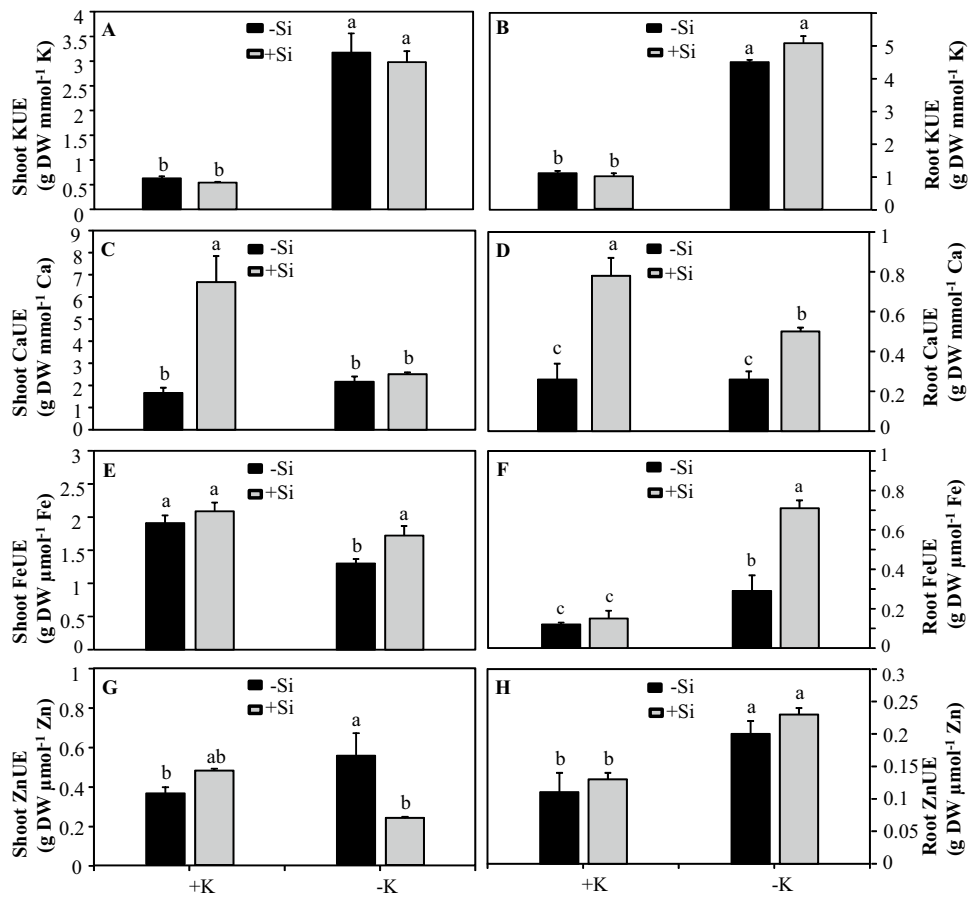 A
-Si
+Si
a
a
b
b
4
3.5
3
2.5
2
1.5
1
0.5
0
Shoot KUE
(g DW mmol⁻¹ K)
B
-Si
+Si
a
a
b
b
5
4
3
2
1
0
Root KUE
(g DW mmol⁻¹ K)
C
-Si
+Si
a
b
b
b
9
8
7
6
5
4
3
2
1
0
Shoot CaUE
(g DW mmol⁻¹ Ca)
D
-Si
+Si
a
b
c
c
1
0.8
0.6
0.4
0.2
0
Root CaUE
(g DW mmol⁻¹ Ca)
E
-Si
+Si
a
a
a
b
3
2.5
2
1.5
1
0.5
0
Shoot FeUE
(g DW μmol⁻¹ Fe)
F
-Si
+Si
a
b
c
c
1
0.8
0.6
0.4
0.2
0
Root FeUE
(g DW μmol⁻¹ Fe)
G
-Si
+Si
a
ab
b
b
1
0.8
0.6
0.4
0.2
0
Shoot ZnUE
(g DW μmol⁻¹ Zn)
+K
-K
H
-Si
+Si
a
a
b
b
0.3
0.25
0.2
0.15
0.1
0.05
0
Root ZnUE
(g DW μmol⁻¹ Zn)
+K
-K